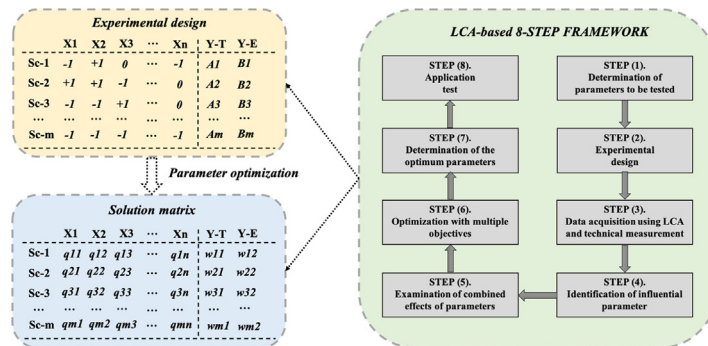 Experimental design
X1 X2 X3 ... Xn Y-T Y-E
Sc-1 -1 +1 0 ... -1 A1 B1
Sc-2 +1 +1 -1 ... 0 A2 B2
Sc-3 -1 -1 +1 ... 0 A3 B3
... ... ... ... ... ... ...
Sc-m -1 -1 -1 ... -1 Am Bm
Parameter optimization
Solution matrix
X1 X2 X3 ... Xn Y-T Y-E
Sc-1 q11 q12 q13 ... q1n w11 w12
Sc-2 q21 q22 q23 ... q2n w21 w22
Sc-3 q31 q32 q33 ... q3n w31 w32
... ... ... ... ... ... ...
Sc-m qm1 qm2 qm3 ... qmn wm1 wm2
LCA-based 8-STEP FRAMEWORK
STEP (8).
Application
test
STEP (1).
Determination of
parameters to be tested
STEP (7).
Determination of the
optimum parameters
STEP (2).
Experimental
design
STEP (6).
Optimization with multiple
objectives
STEP (3).
Data acquisition using LCA
and technical measurement
STEP (5).
Examination of combined
effects of parameters
STEP (4).
Identification of influential
parameter